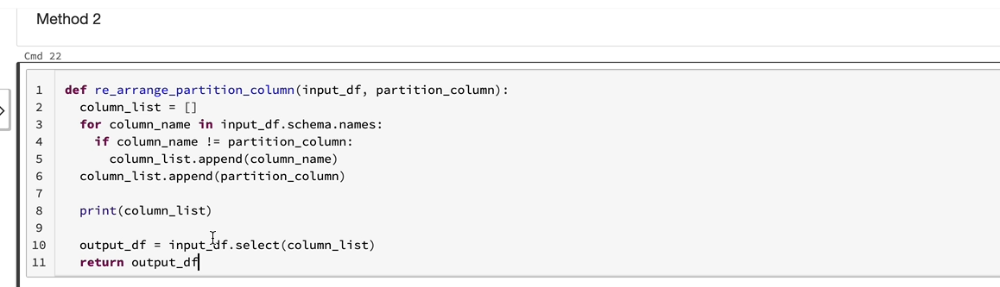 Method 2
Cmd 22
1 def re_arrange_partition_column(input_df, partition_column):
2   column_list = []
3   for column_name in input_df.schema.names:
4     if column_name != partition_column:
5       column_list.append(column_name)
6   column_list.append(partition_column)
7
8   print(column_list)
9
10   output_df = input_df.select(column_list)
11   return output_df